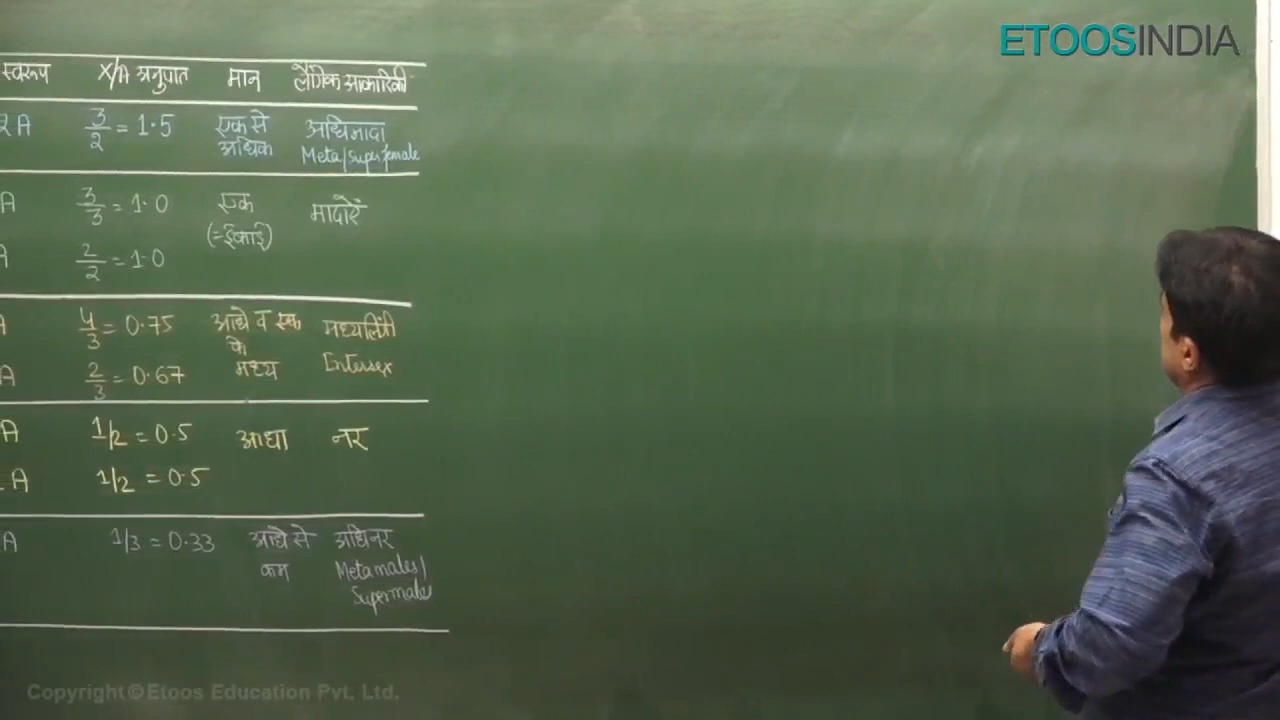 ETOOSINDIA
स्वरूप X/A अनुपात मान लैंगिक आकारिकी
2A 3/2 = 1.5 एक से अधिक अधिमादा Meta/super female
A 3/3 = 1.0 एक (=ईकाई) मादाएँ
A 2/2 = 1.0
A 4/3 = 0.75 आधे व एक के मध्य मध्यलिंगी Intersex
A 2/3 = 0.67
A 1/2 = 0.5 आधा नर
A 1/2 = 0.5
A 1/3 = 0.33 आधे से कम अधिनर Metamales/ Supermales
Copyright © Etoos Education Pvt. Ltd.